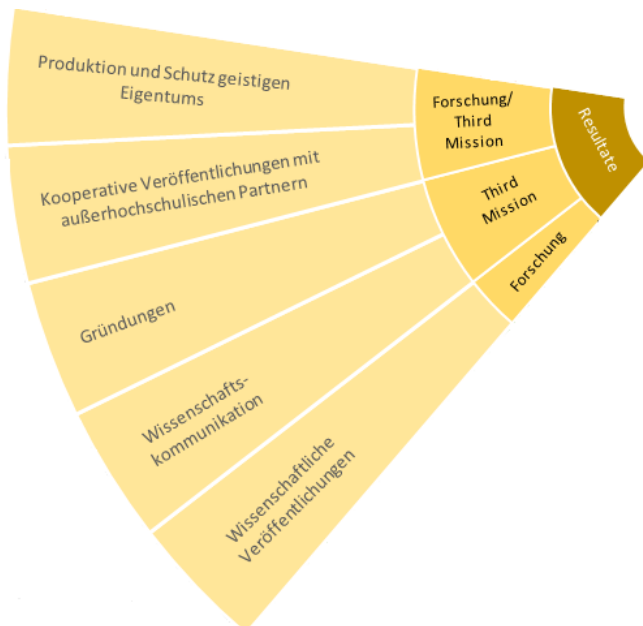 Produktion und Schutz geistigen
Eigentums
Kooperative Veröffentlichungen mit
außerhochschulischen Partnern
Gründungen
Wissenschafts-
kommunikation
Wissenschaftliche
Veröffentlichungen
Forschung/
Third
Mission
Third
Mission
Forschung
Resultate